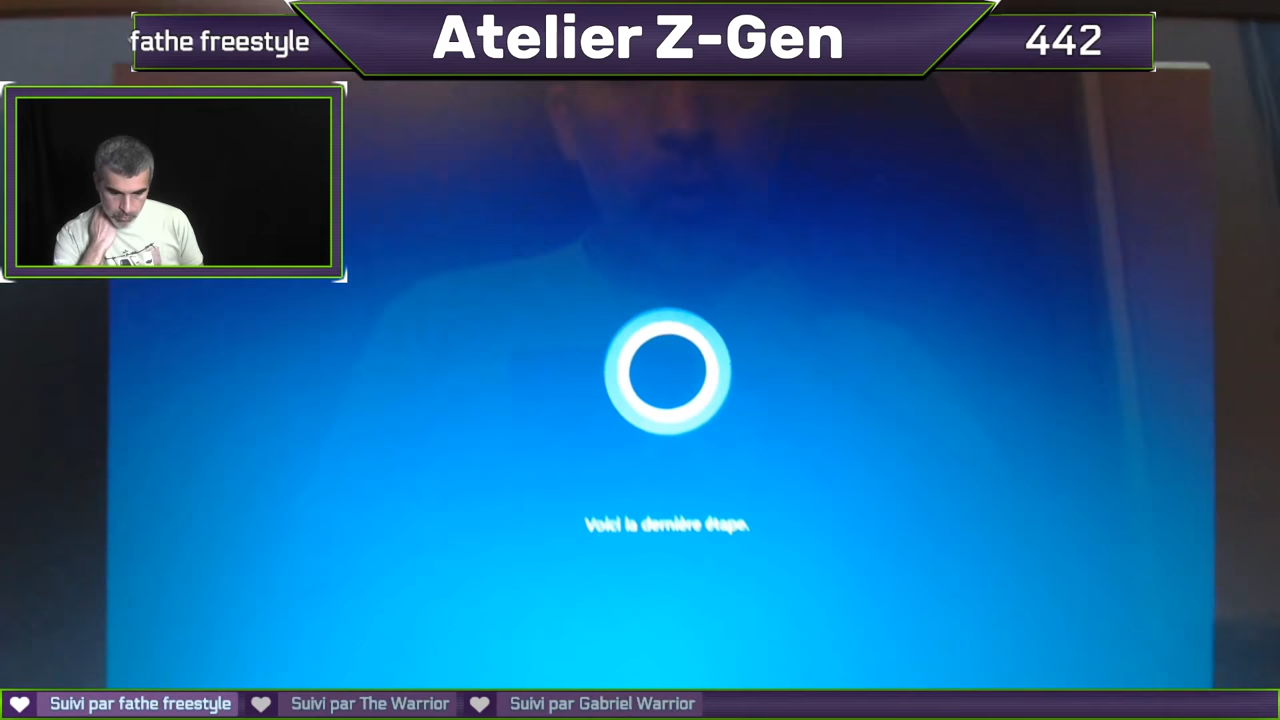 fathe freestyle
Atelier Z-Gen
442
Voici la dernière étape.
Suivi par fathe freestyle
Suivi par The Warrior
Suivi par Gabriel Warrior